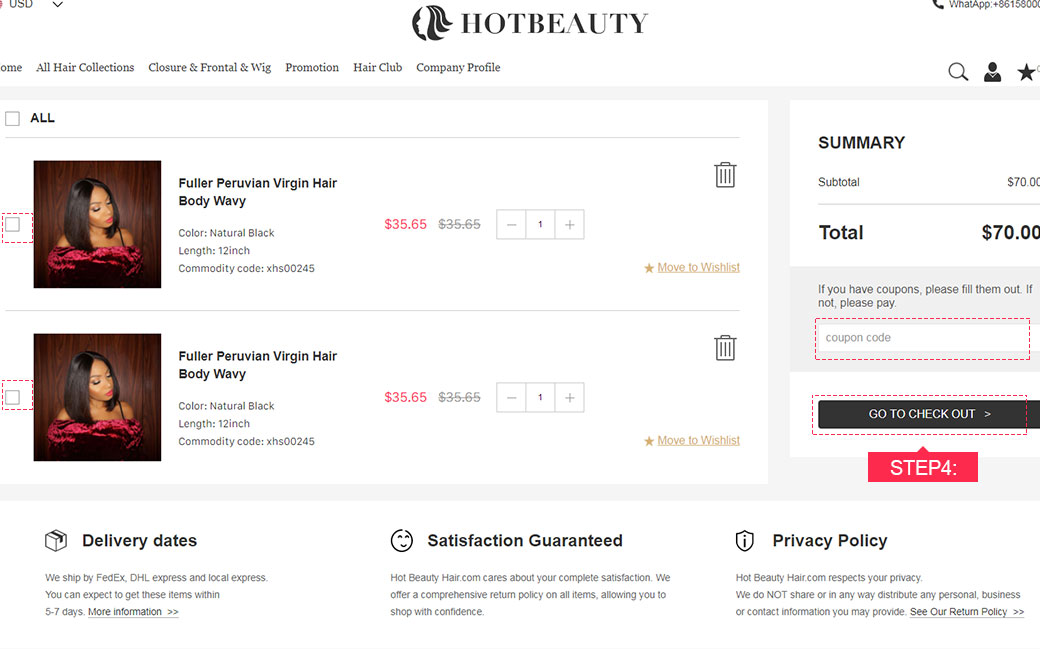 USD
WhatApp:+86158000
HOTBEAUTY
ome All Hair Collections Closure & Frontal & Wig Promotion Hair Club Company Profile
ALL
Fuller Peruvian Virgin Hair
Body Wavy
Color: Natural Black
Length: 12inch
Commodity code: xhs00245
$35.65 $35.65 − 1 +
Move to Wishlist
Fuller Peruvian Virgin Hair
Body Wavy
Color: Natural Black
Length: 12inch
Commodity code: xhs00245
$35.65 $35.65 − 1 +
Move to Wishlist
SUMMARY
Subtotal $70.00
Total $70.00
If you have coupons, please fill them out. If
not, please pay.
coupon code
GO TO CHECK OUT >
STEP4:
Delivery dates
We ship by FedEx, DHL express and local express.
You can expect to get these items within
5-7 days. More information >>
Satisfaction Guaranteed
Hot Beauty Hair.com cares about your complete satisfaction. We
offer a comprehensive return policy on all items, allowing you to
shop with confidence.
Privacy Policy
Hot Beauty Hair.com respects your privacy.
We do NOT share or in any way distribute any personal, business
or contact information you may provide. See Our Return Policy >>